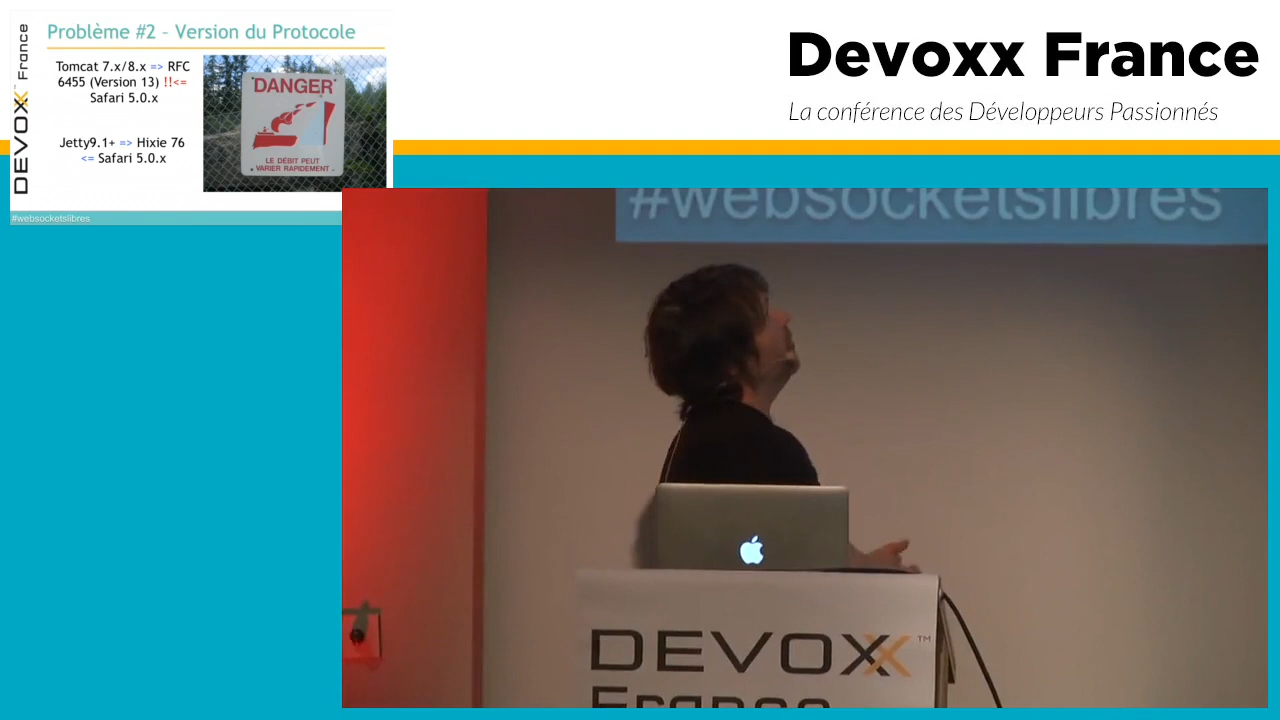 Problème #2 – Version du Protocole
Tomcat 7.x/8.x => RFC
6455 (Version 13) !!<=
Safari 5.0.x
Jetty9.1+ => Hixie 76
<= Safari 5.0.x
DANGER
LE DÉBIT PEUT
VARIER RAPIDEMENT
DEVOXX France
#websocketslibres
Devoxx France
La conférence des Développeurs Passionnés
#websocketslibres
DEVOXX™
France